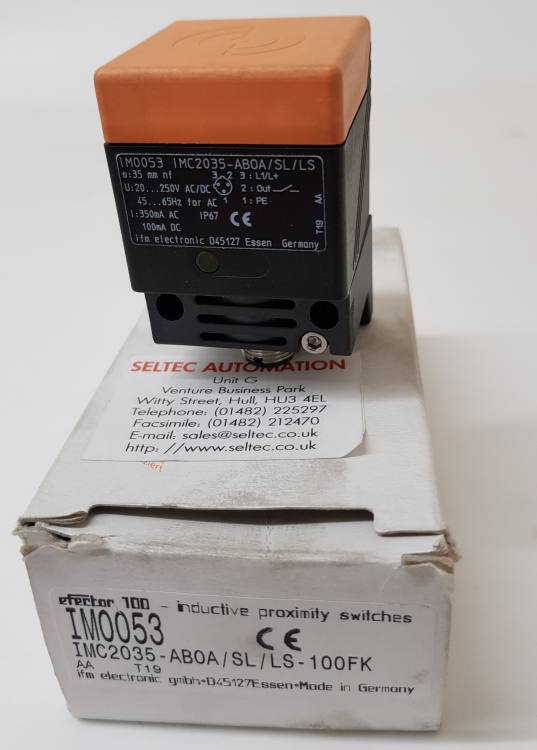 IM0053 IMC2035-ABOA/SL/LS
s:35 mm nf 3 2 3 : L1/L+
U:20...250V AC/DC 2 : Out
45...65Hz for AC 1 1 : PE
I:350mA AC IP67 CE
100mA DC
ifm electronic D45127 Essen Germany
T19 AA
SELTEC AUTOMATION
Unit G
Venture Business Park
Witty Street, Hull, HU3 4EL
Telephone: (01482) 225297
Facsimile: (01482) 212470
E-mail: sales@seltec.co.uk
http: //www.seltec.co.uk
efector 100 - inductive proximity switches
IM0053 CE
IMC2035-ABOA/SL/LS-100FK
AA T19
ifm electronic gmbh•D45127Essen•Made in Germany